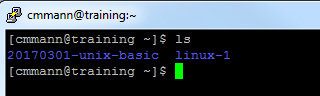 cmmann@training:~
[cmmann@training ~]$ ls
20170301-unix-basic linux-1
[cmmann@training ~]$